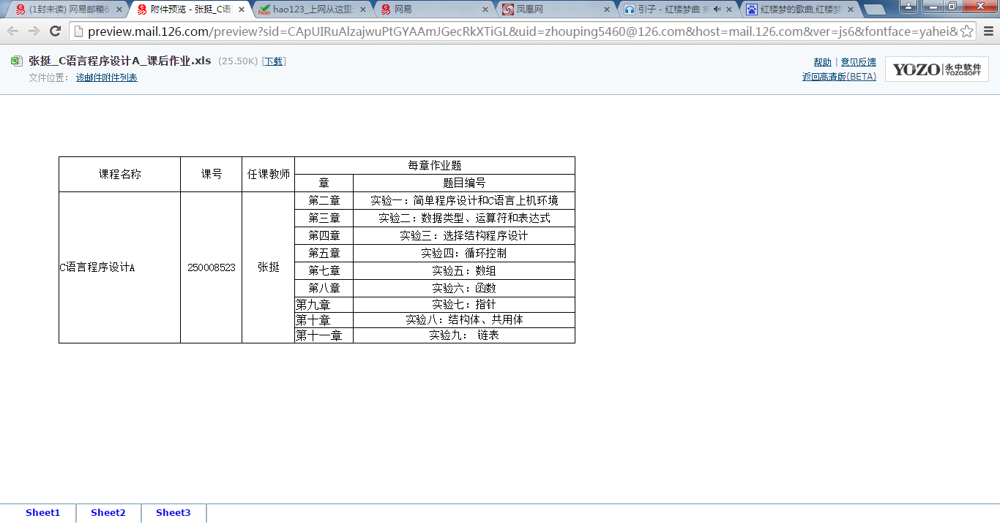 (1封未读) 网易邮箱6
附件预览 - 张挺_C语
hao123_上网从这里
网易
凤凰网
引子 - 红楼梦曲
红楼梦的歌曲,红楼梦
preview.mail.126.com/preview?sid=CApUIRuAlzajwuPtGYAAmJGecRkXTiGL&uid=zhouping5460@126.com&host=mail.126.com&ver=js6&fontface=yahei&
张挺_C语言程序设计A_课后作业.xls (25.50K) [下载]
文件位置： 该邮件附件列表
帮助 | 意见反馈
返回高清版(BETA)
YOZO 永中软件 YOZOSOFT
课程名称 课号 任课教师 每章作业题
章 题目编号
第二章 实验一：简单程序设计和C语言上机环境
第三章 实验二：数据类型、运算符和表达式
第四章 实验三：选择结构程序设计
第五章 实验四：循环控制
C语言程序设计A 250008523 张挺 第七章 实验五：数组
第八章 实验六：函数
第九章 实验七：指针
第十章 实验八：结构体、共用体
第十一章 实验九： 链表
Sheet1 Sheet2 Sheet3